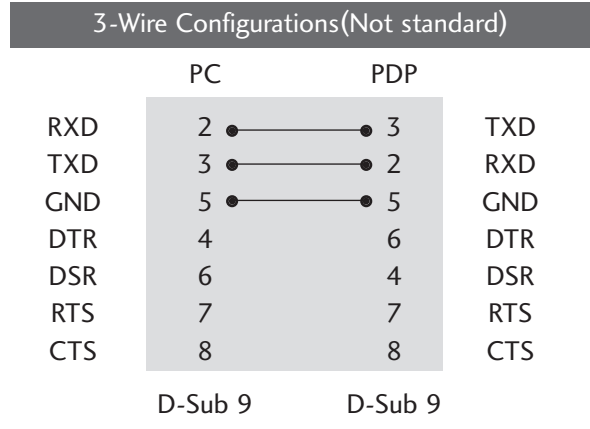 3-Wire Configurations(Not standard)
PC PDP
RXD 2 3 TXD
TXD 3 2 RXD
GND 5 5 GND
DTR 4 6 DTR
DSR 6 4 DSR
RTS 7 7 RTS
CTS 8 8 CTS
D-Sub 9 D-Sub 9